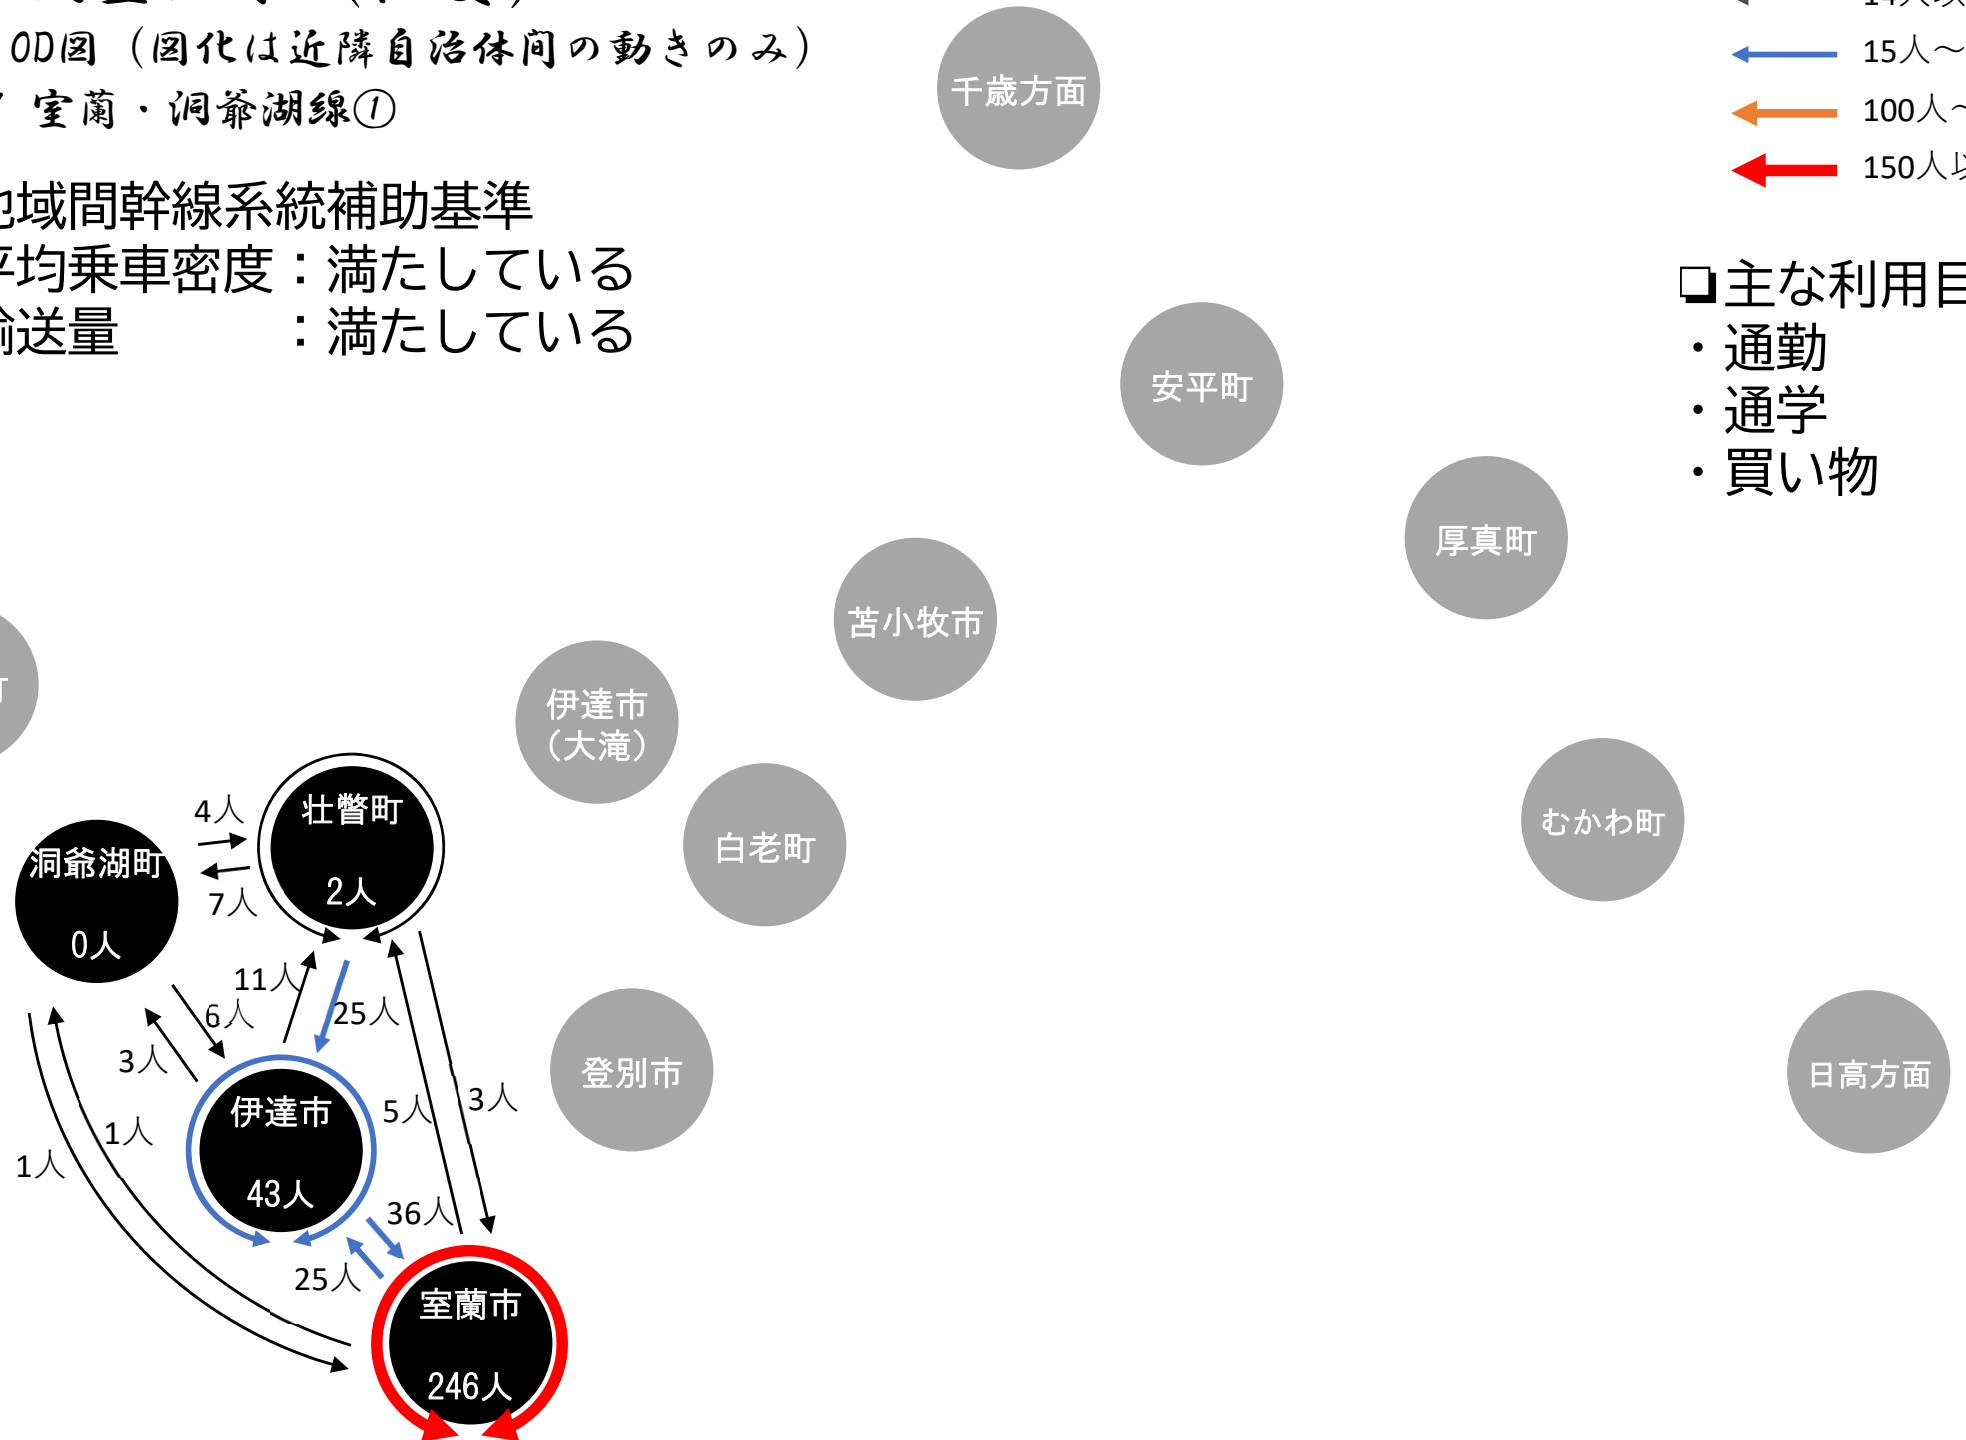 OD図（図化は近隣自治体間の動きのみ）
室蘭・洞爺湖線①
地域間幹線系統補助基準
平均乗車密度：満たしている
輸送量　　　：満たしている
15人～
100人～
150人以
❏主な利用目
・通勤
・通学
・買い物
千歳方面
安平町
厚真町
苫小牧市
伊達市
（大滝）
白老町
むかわ町
登別市
日高方面
壮瞥町
2人
洞爺湖町
0人
伊達市
43人
室蘭市
246人
4人
7人
11人
25人
6人
3人
5人
3人
1人
1人
36人
25人